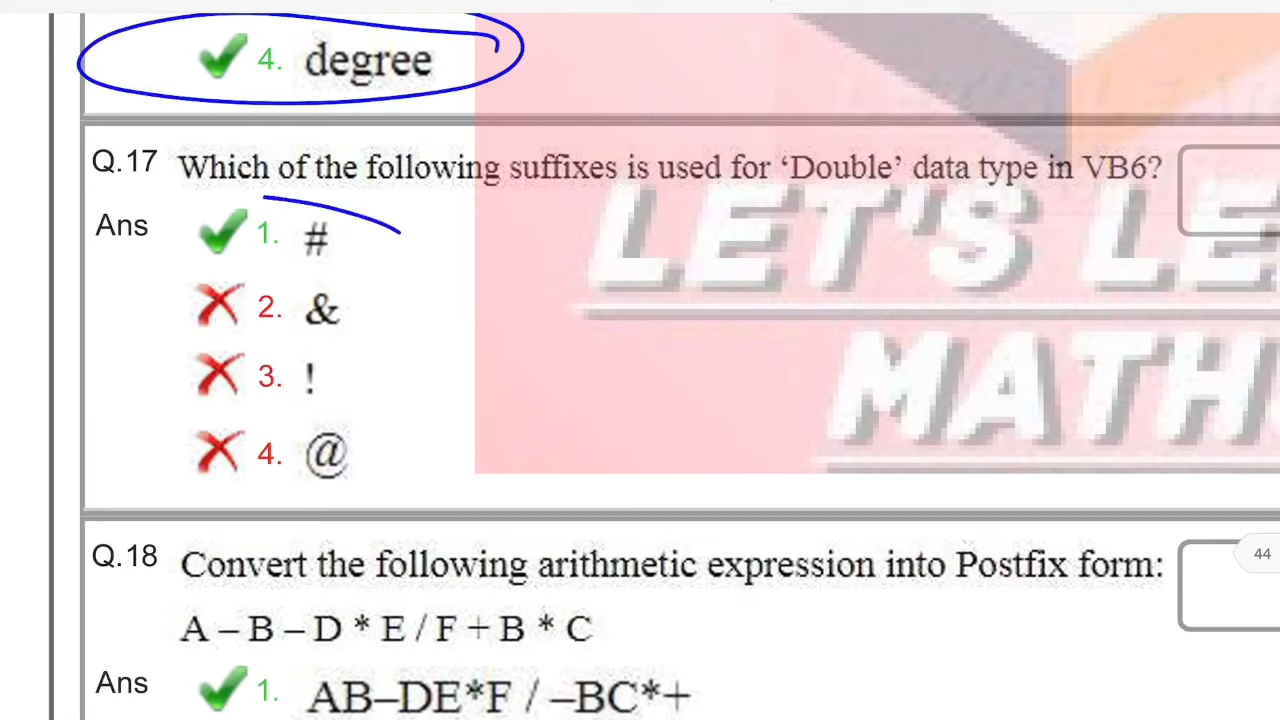 4. degree
Q.17 Which of the following suffixes is used for ‘Double’ data type in VB6?
Ans 1. #
2. &
3. !
4. @
LET'S LE
MATH
Q.18 Convert the following arithmetic expression into Postfix form:
44
A – B – D * E / F + B * C
Ans 1. AB–DE*F / –BC*+